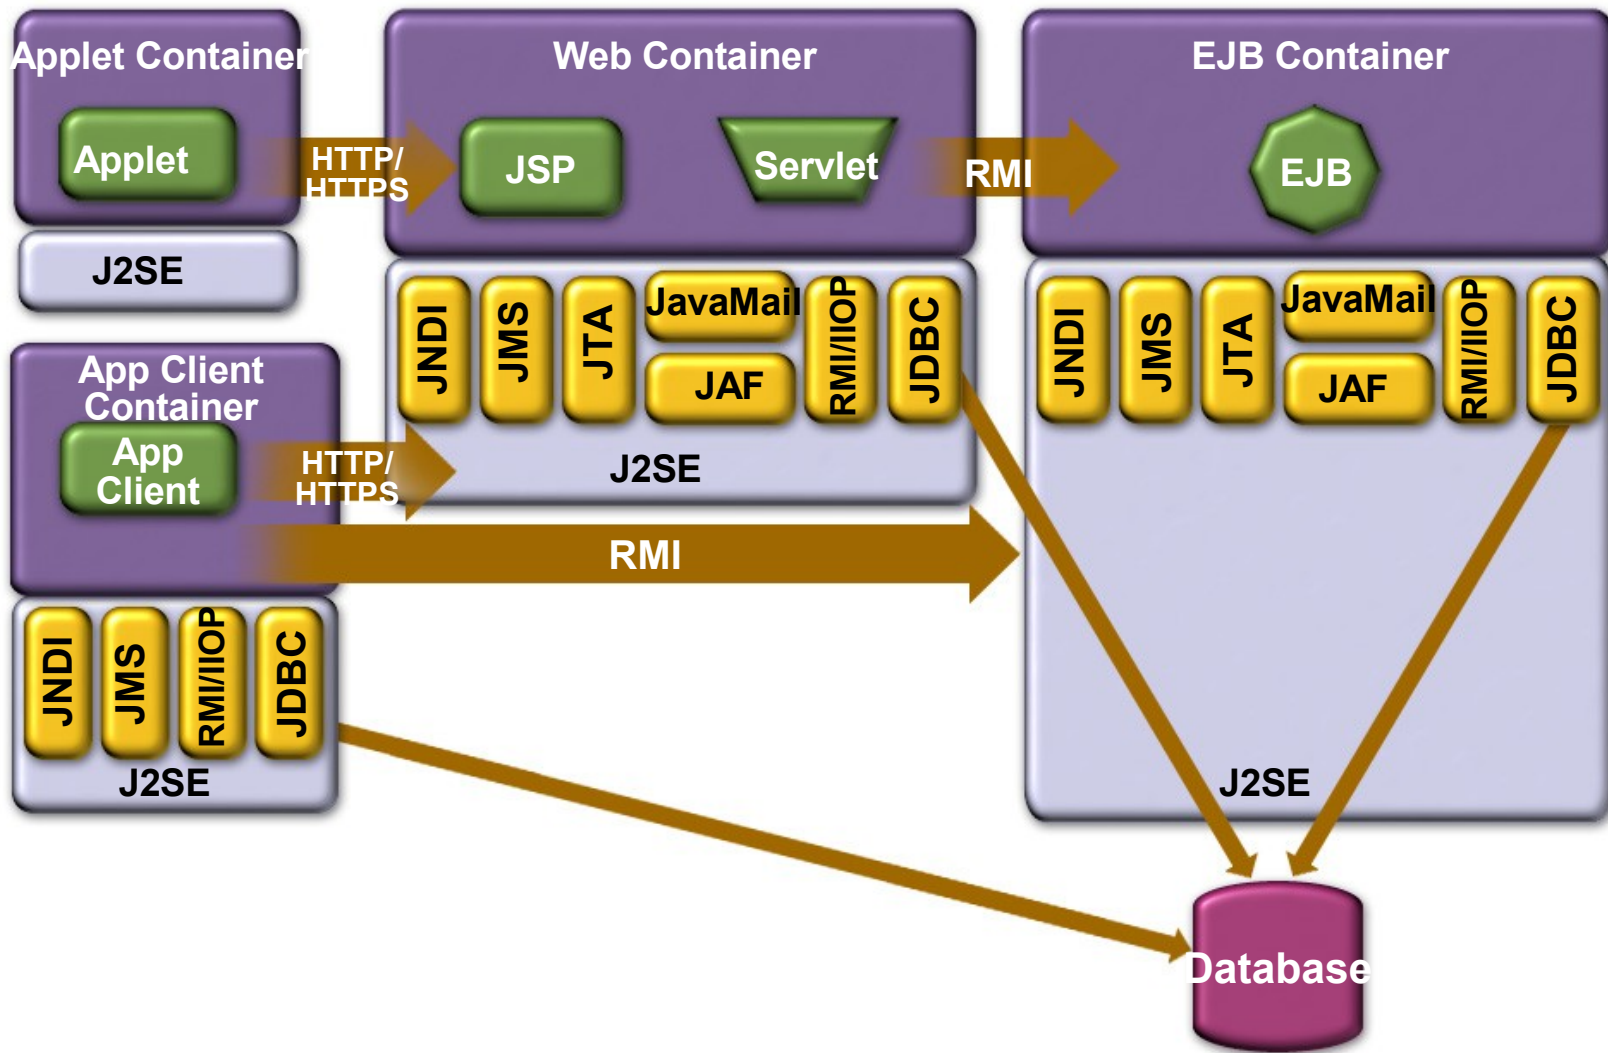 Applet Container
Applet
HTTP/
HTTPS
J2SE
Web Container
JSP
Servlet
RMI
EJB Container
EJB
JNDI
JMS
JTA
JavaMail
JAF
RMI/IIOP
JDBC
J2SE
JNDI
JMS
JTA
JavaMail
JAF
RMI/IIOP
JDBC
J2SE
App Client
Container
App
Client
HTTP/
HTTPS
RMI
JNDI
JMS
RMI/IIOP
JDBC
J2SE
Database